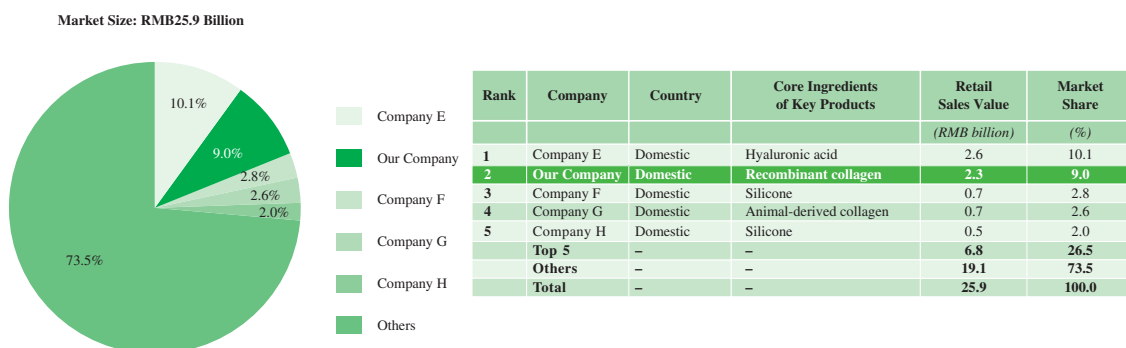 Market Size: RMB25.9 Billion
10.1%
9.0%
2.8%
2.6%
2.0%
73.5%
Company E
Our Company
Company F
Company G
Company H
Others
Rank Company Country Core Ingredients of Key Products Retail Sales Value Market Share
(RMB billion) (%)
1 Company E Domestic Hyaluronic acid 2.6 10.1
2 Our Company Domestic Recombinant collagen 2.3 9.0
3 Company F Domestic Silicone 0.7 2.8
4 Company G Domestic Animal-derived collagen 0.7 2.6
5 Company H Domestic Silicone 0.5 2.0
Top 5 – – 6.8 26.5
Others – – 19.1 73.5
Total – – 25.9 100.0